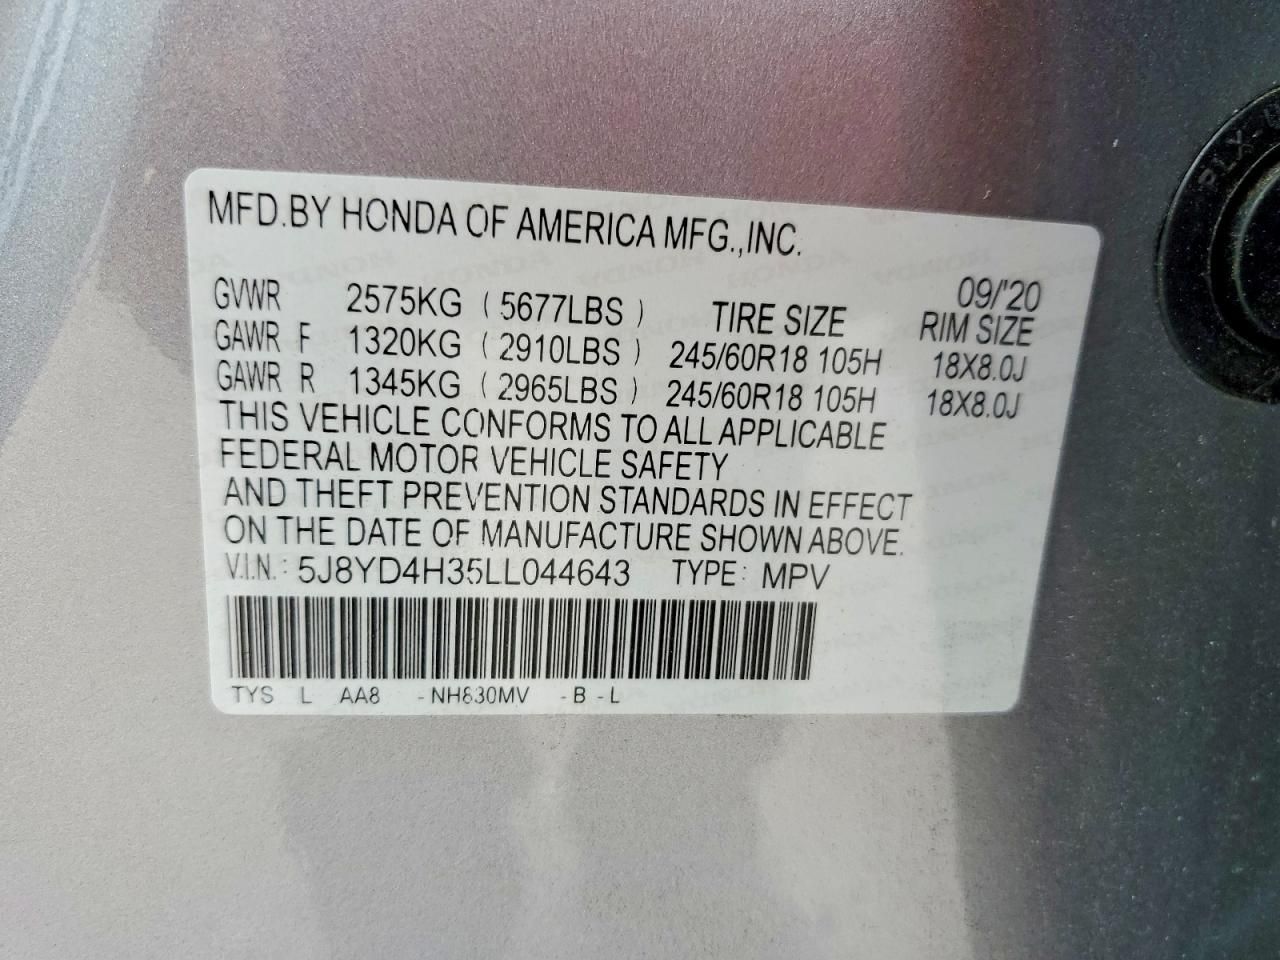 MFD.BY HONDA OF AMERICA MFG.,INC.
09/'20
GVWR 2575KG ( 5677LBS ) TIRE SIZE RIM SIZE
GAWR F 1320KG ( 2910LBS ) 245/60R18 105H 18X8.0J
GAWR R 1345KG ( 2965LBS ) 245/60R18 105H 18X8.0J
THIS VEHICLE CONFORMS TO ALL APPLICABLE
FEDERAL MOTOR VEHICLE SAFETY
AND THEFT PREVENTION STANDARDS IN EFFECT
ON THE DATE OF MANUFACTURE SHOWN ABOVE.
V.I.N.: 5J8YD4H35LL044643 TYPE: MPV
TYS L AA8 -NH830MV -B -L